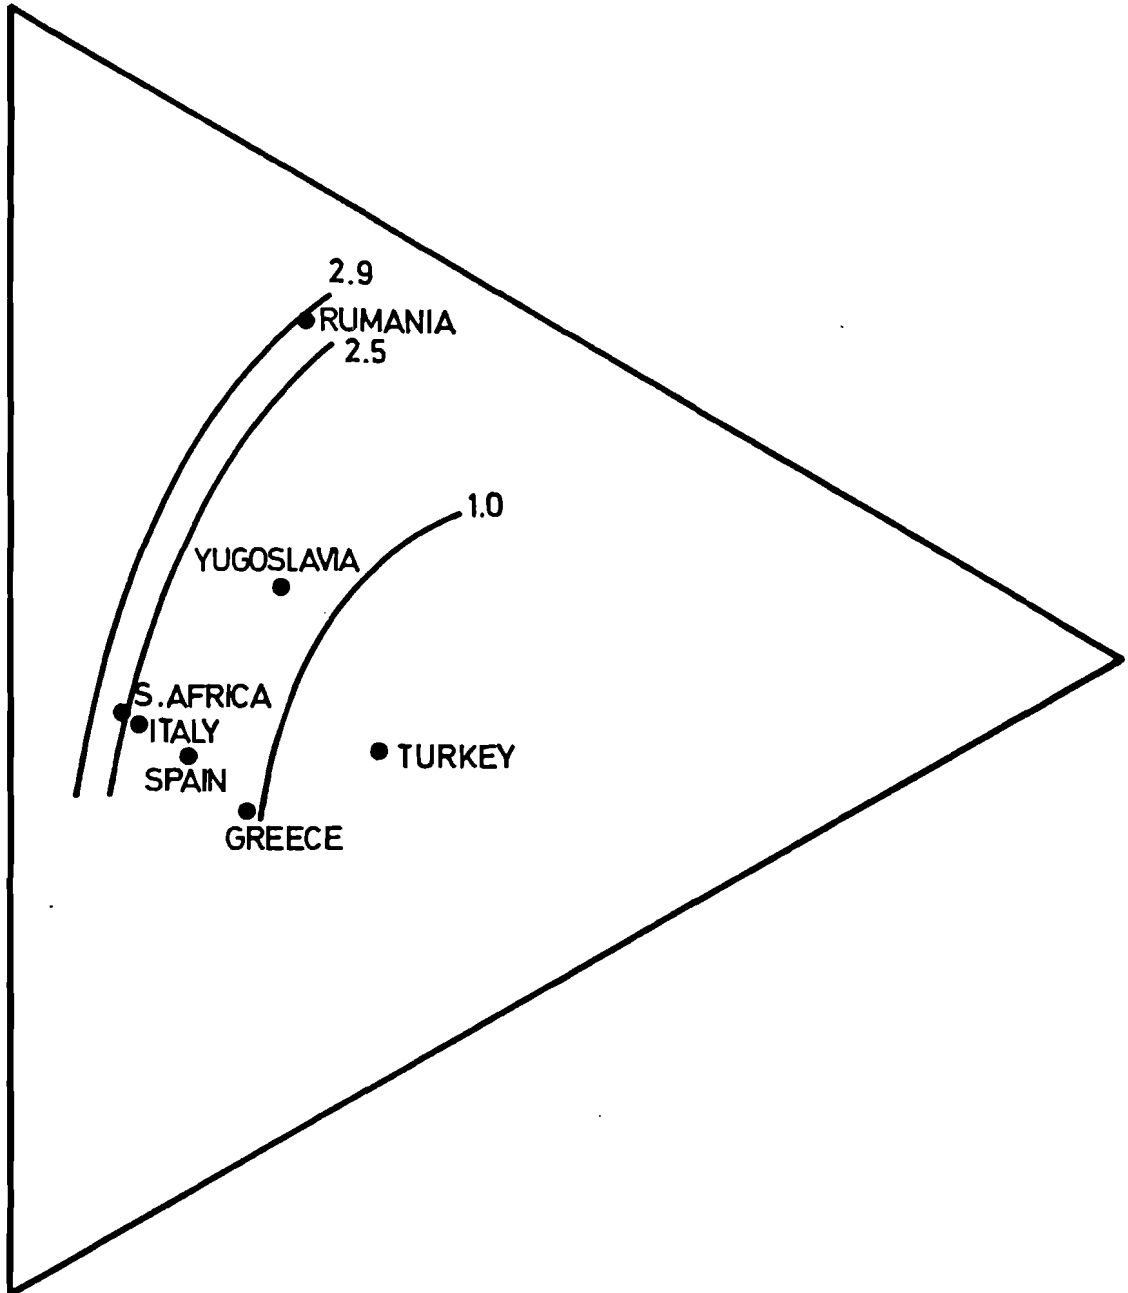 2.9
RUMANIA
2.5
1.0
YUGOSLAVIA
S. AFRICA
ITALY
TURKEY
SPAIN
GREECE